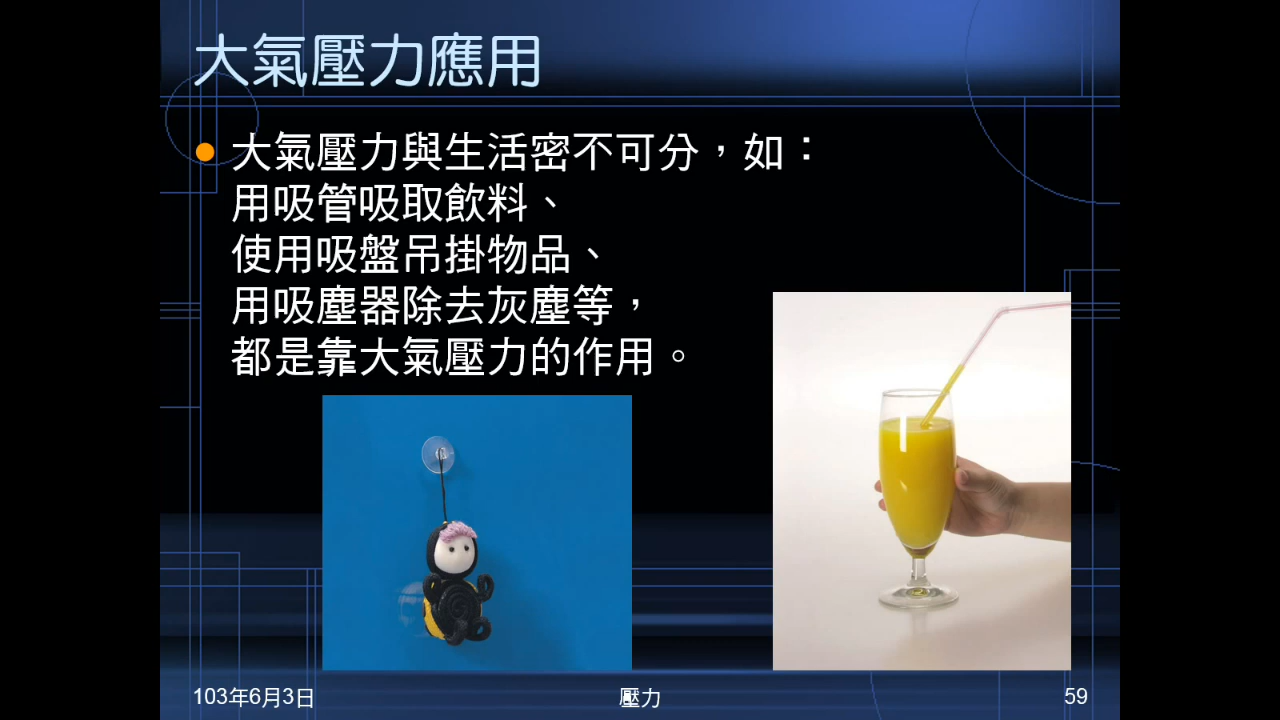 大氣壓力應用
大氣壓力與生活密不可分，如：
用吸管吸取飲料、
使用吸盤吊掛物品、
用吸塵器除去灰塵等，
都是靠大氣壓力的作用。
103年6月3日
壓力
59